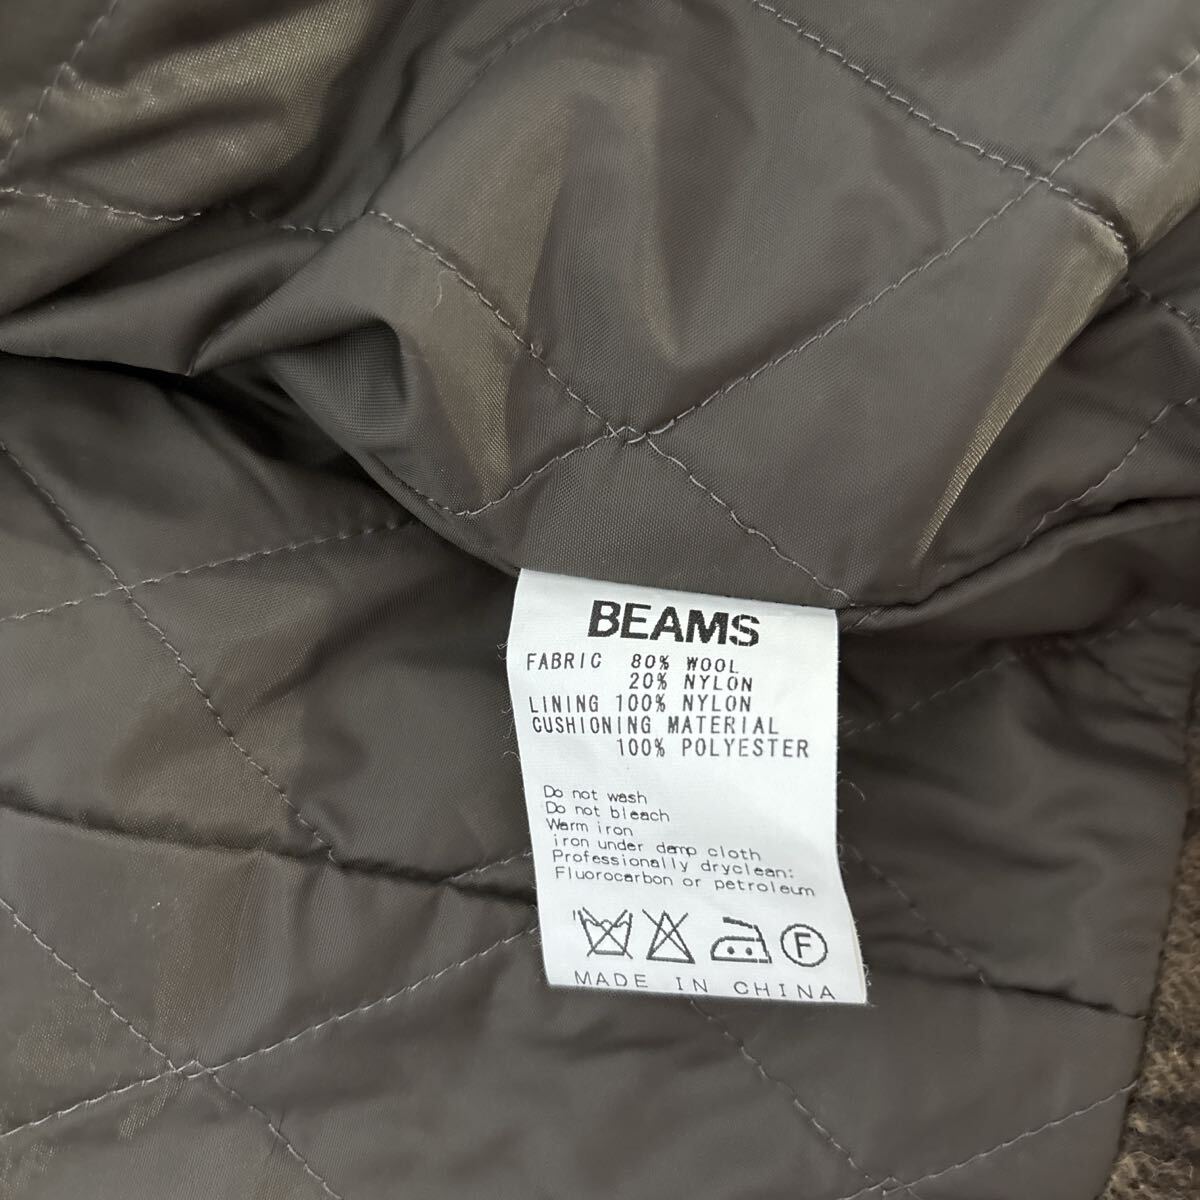 BEAMS
FABRIC 80% WOOL
20% NYLON
LINING 100% NYLON
CUSHIONING MATERIAL
100% POLYESTER
Do not wash
Do not bleach
Warm iron
iron under damp cloth
Professionally dryclean:
Fluorocarbon or petroleum
F
MADE IN CHINA